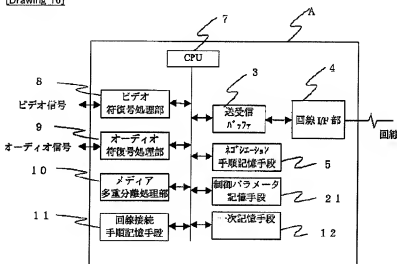 [Drawing 16]
7
A
CPU
8
3
4
ビデオ信号
ビデオ
符復号処理部
送受信
バッファ
回線I/F部
回線
9
オーディオ信号
オーディオ
符復号処理部
ネゴシエーション
手順記憶手段
5
10
メディア
多重分離処理部
制御パラメータ
記憶手段
21
11
回線接続
手順記憶手段
一次記憶手段
12